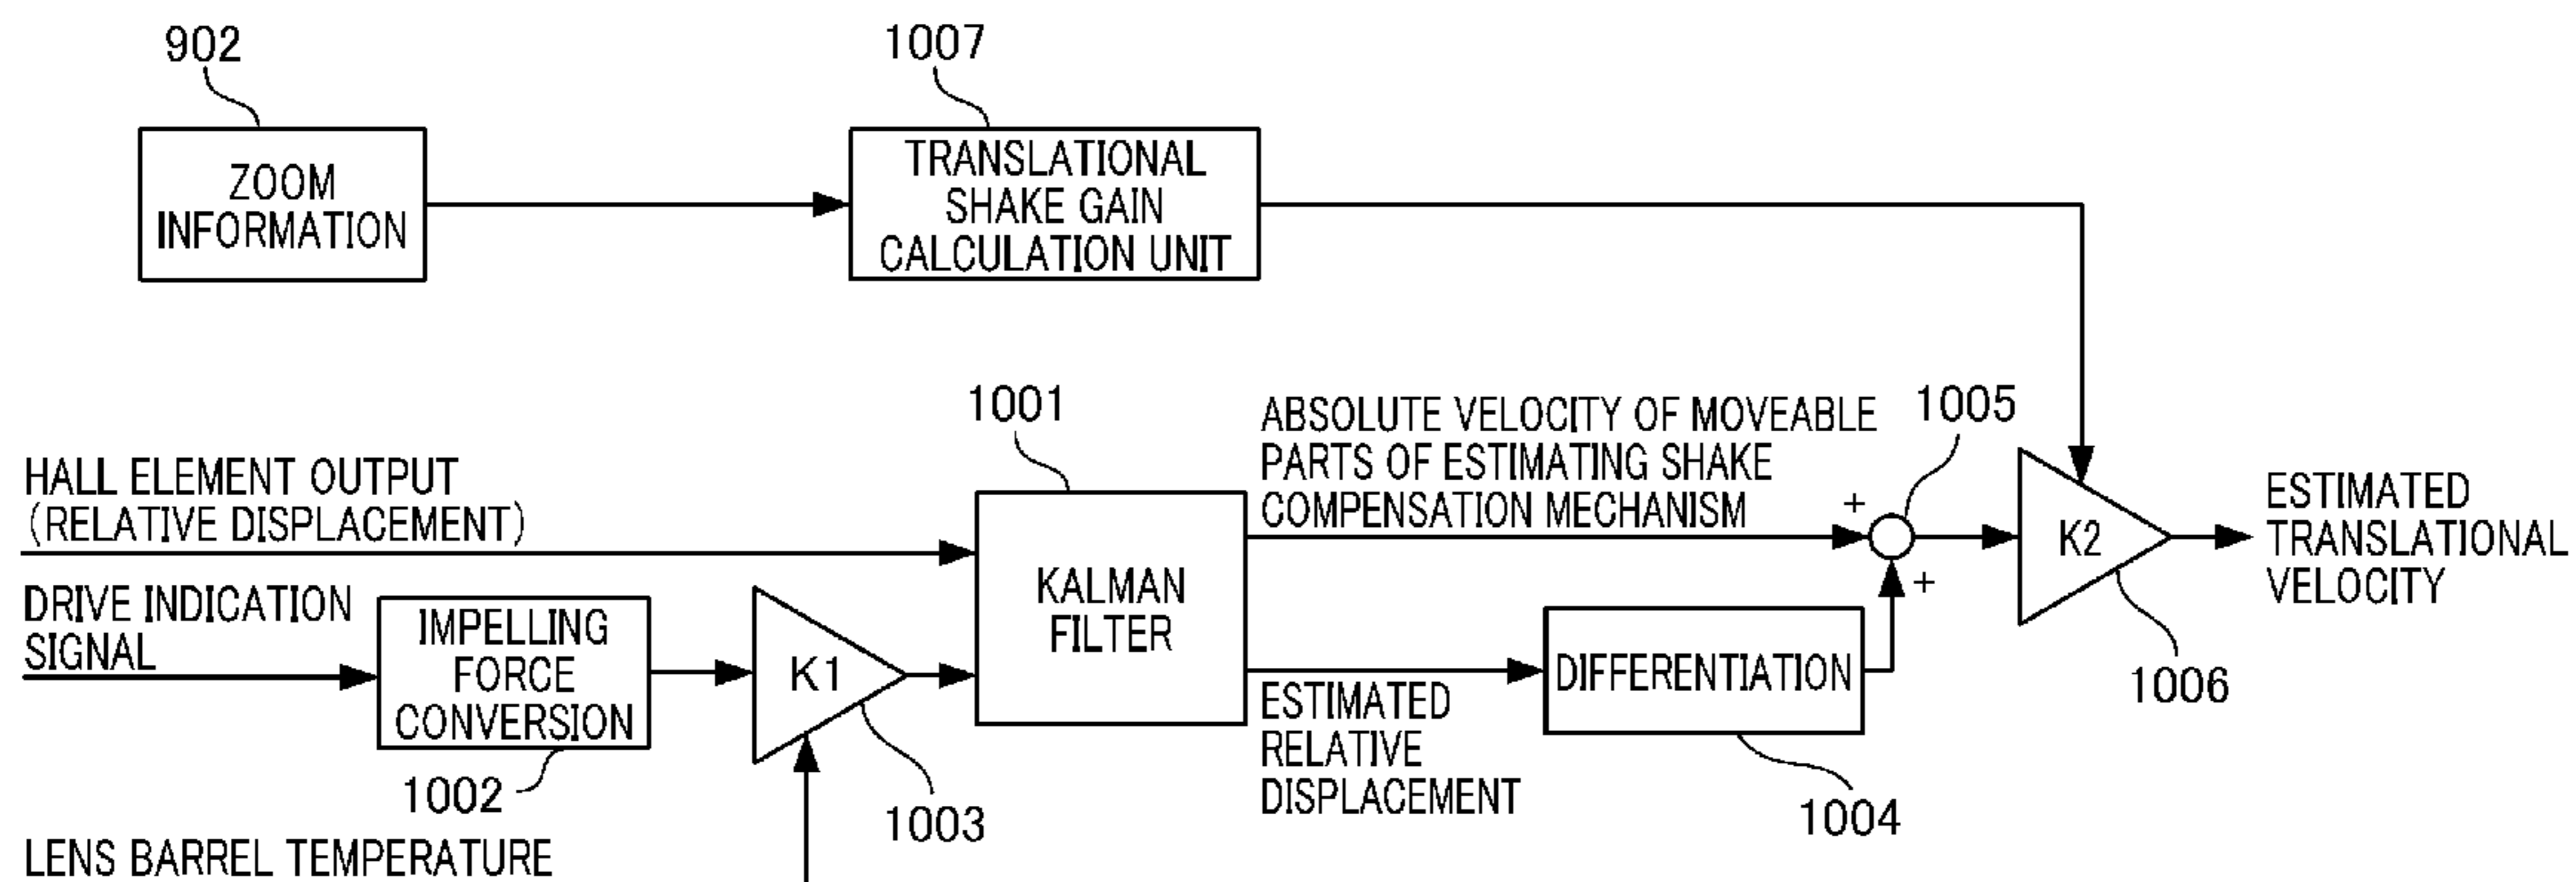 902
1007
ZOOM
INFORMATION
TRANSLATIONAL
SHAKE GAIN
CALCULATION UNIT
1001
ABSOLUTE VELOCITY OF MOVEABLE
PARTS OF ESTIMATING SHAKE
COMPENSATION MECHANISM
1005
HALL ELEMENT OUTPUT
(RELATIVE DISPLACEMENT)
+
+
K2
ESTIMATED
TRANSLATIONAL
VELOCITY
DRIVE INDICATION
SIGNAL
IMPELLING
FORCE
CONVERSION
K1
KALMAN
FILTER
DIFFERENTIATION
1006
ESTIMATED
RELATIVE
DISPLACEMENT
1002
1003
1004
LENS BARREL TEMPERATURE